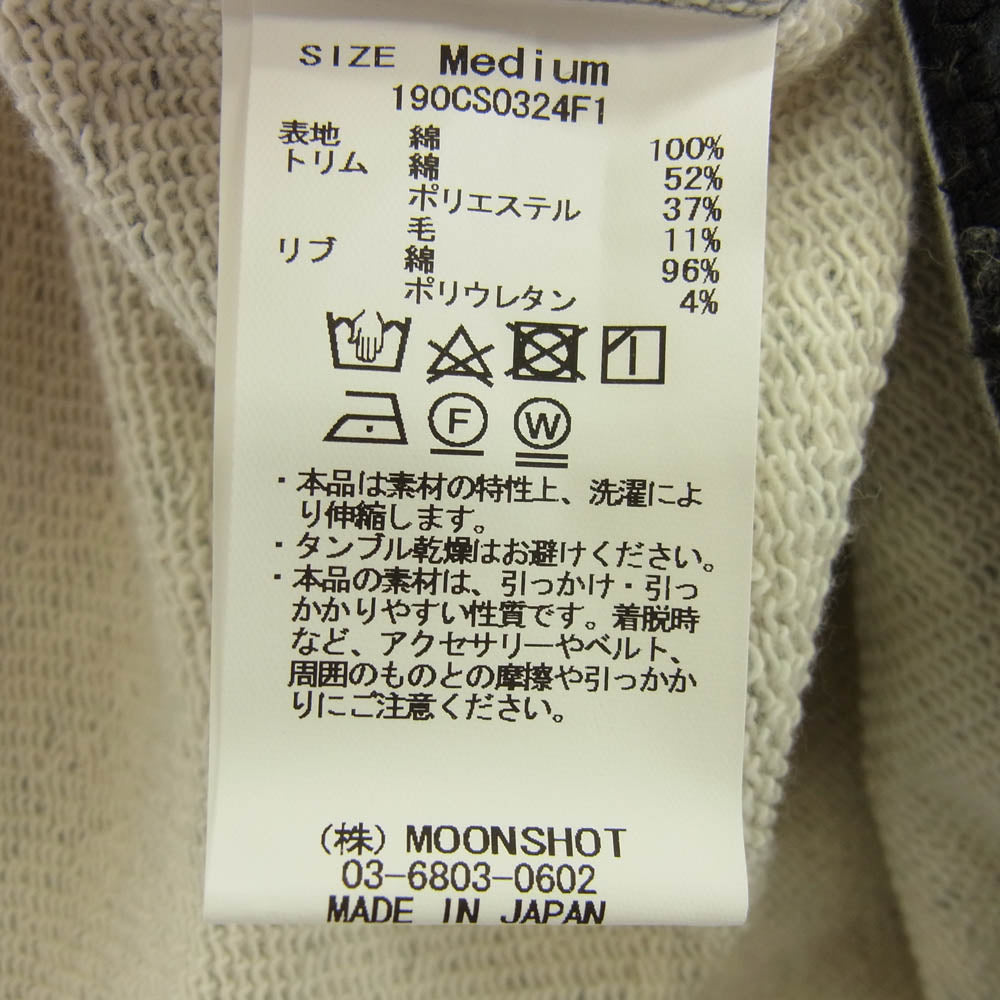 SIZE Medium
190CS0324F1
表地 綿 100%
トリム 綿 52%
ポリエステル 37%
毛 11%
リブ 綿 96%
ポリウレタン 4%
F W
・本品は素材の特性上、洗濯によ
り伸縮します。
・タンブル乾燥はお避けください。
・本品の素材は、引っかけ・引っ
かかりやすい性質です。着脱時
など、アクセサリーやベルト、
周囲のものとの摩擦や引っかか
りにご注意ください。
(株) MOONSHOT
03-6803-0602
MADE IN JAPAN